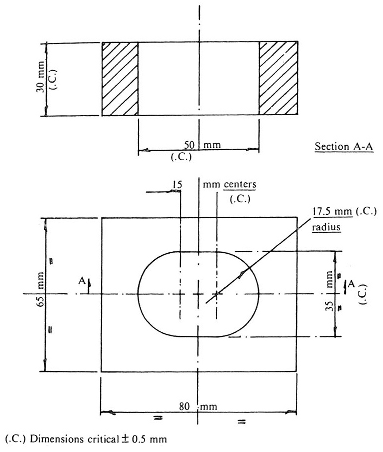 30 mm
(.C.)
50 mm
(.C.)
Section A-A
15 mm centers
(.C.)
17.5 mm (.C.)
radius
A
A
65 mm
35 mm
(.C.)
80 mm
(.C.) Dimensions critical ± 0.5 mm